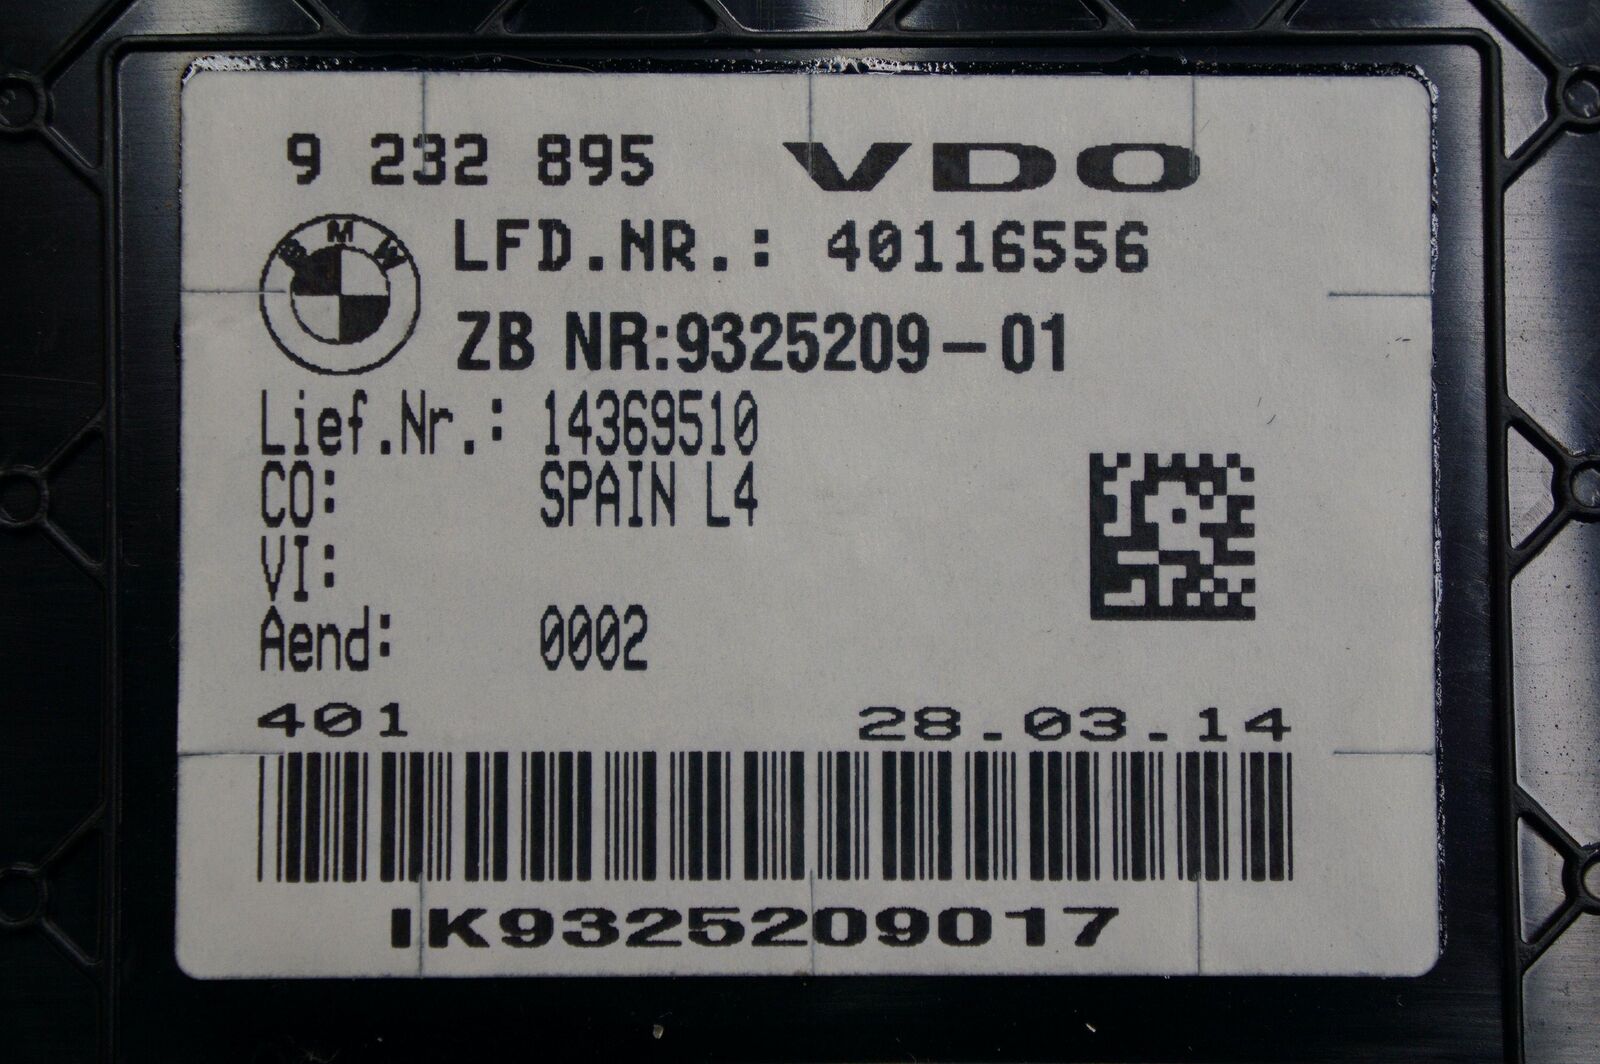 9 232 895 VDO
BMW
LFD.NR.: 40116556
ZB NR:9325209-01
Lief.Nr.: 14369510
CO: SPAIN L4
VI:
Aend: 0002
401 28.03.14
IK9325209017